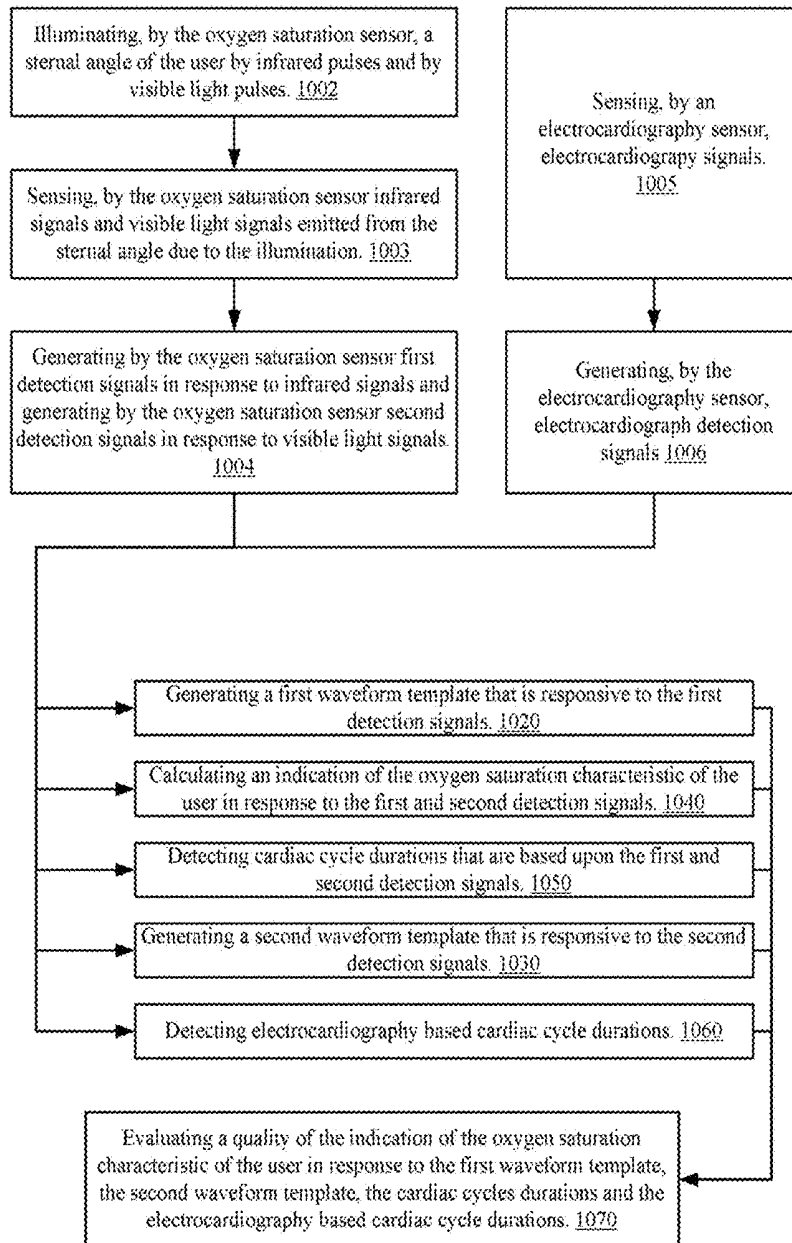 Illuminating, by the oxygen saturation sensor, a
sternal angle of the user by infrared pulses and by
visible light pulses. 1002
Sensing, by the oxygen saturation sensor infrared
signals and visible light signals emitted from the
sternal angle due to the illumination. 1003
Generating by the oxygen saturation sensor first
detection signals in response to infrared signals and
generating by the oxygen saturation sensor second
detection signals in response to visible light signals.
1004
Sensing, by an
electrocardiography sensor,
electrocardiograpy signals.
1005
Generating, by the
electrocardiography sensor,
electrocardiograph detection
signals 1006
Generating a first waveform template that is responsive to the first
detection signals. 1020
Calculating an indication of the oxygen saturation characteristic of the
user in response to the first and second detection signals. 1040
Detecting cardiac cycle durations that are based upon the first and
second detection signals. 1050
Generating a second waveform template that is responsive to the second
detection signals. 1030
Detecting electrocardiography based cardiac cycle durations. 1060
Evaluating a quality of the indication of the oxygen saturation
characteristic of the user in response to the first waveform template,
the second waveform template, the cardiac cycles durations and the
electrocardiography based cardiac cycle durations. 1070